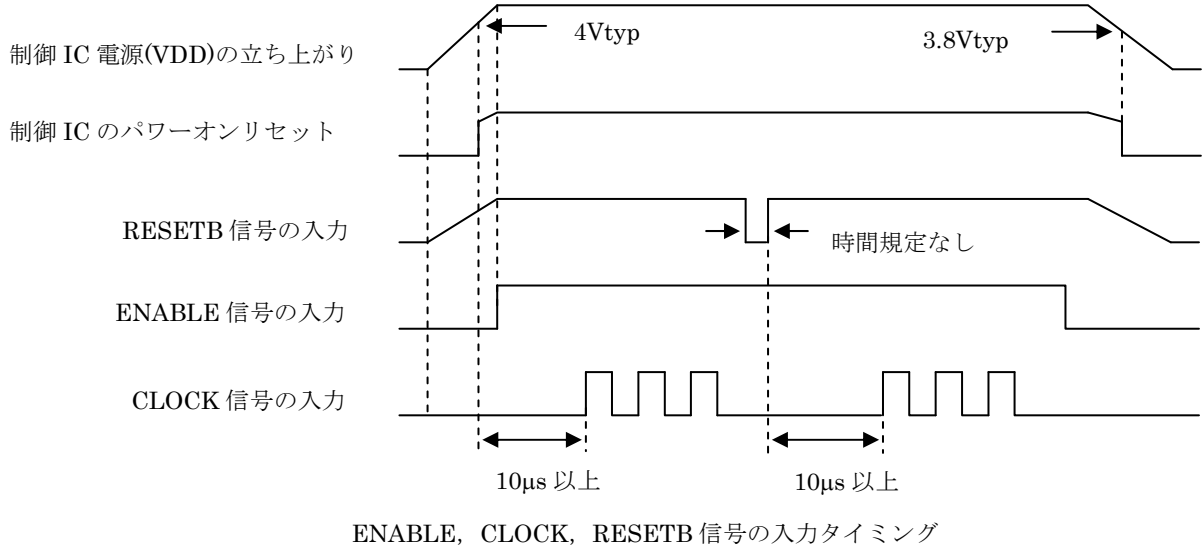 4Vtyp
3.8Vtyp
制御 IC 電源(VDD)の立ち上がり
制御 IC のパワーオンリセット
RESETB 信号の入力
時間規定なし
ENABLE 信号の入力
CLOCK 信号の入力
10μs 以上
10μs 以上
ENABLE，CLOCK，RESETB 信号の入力タイミング